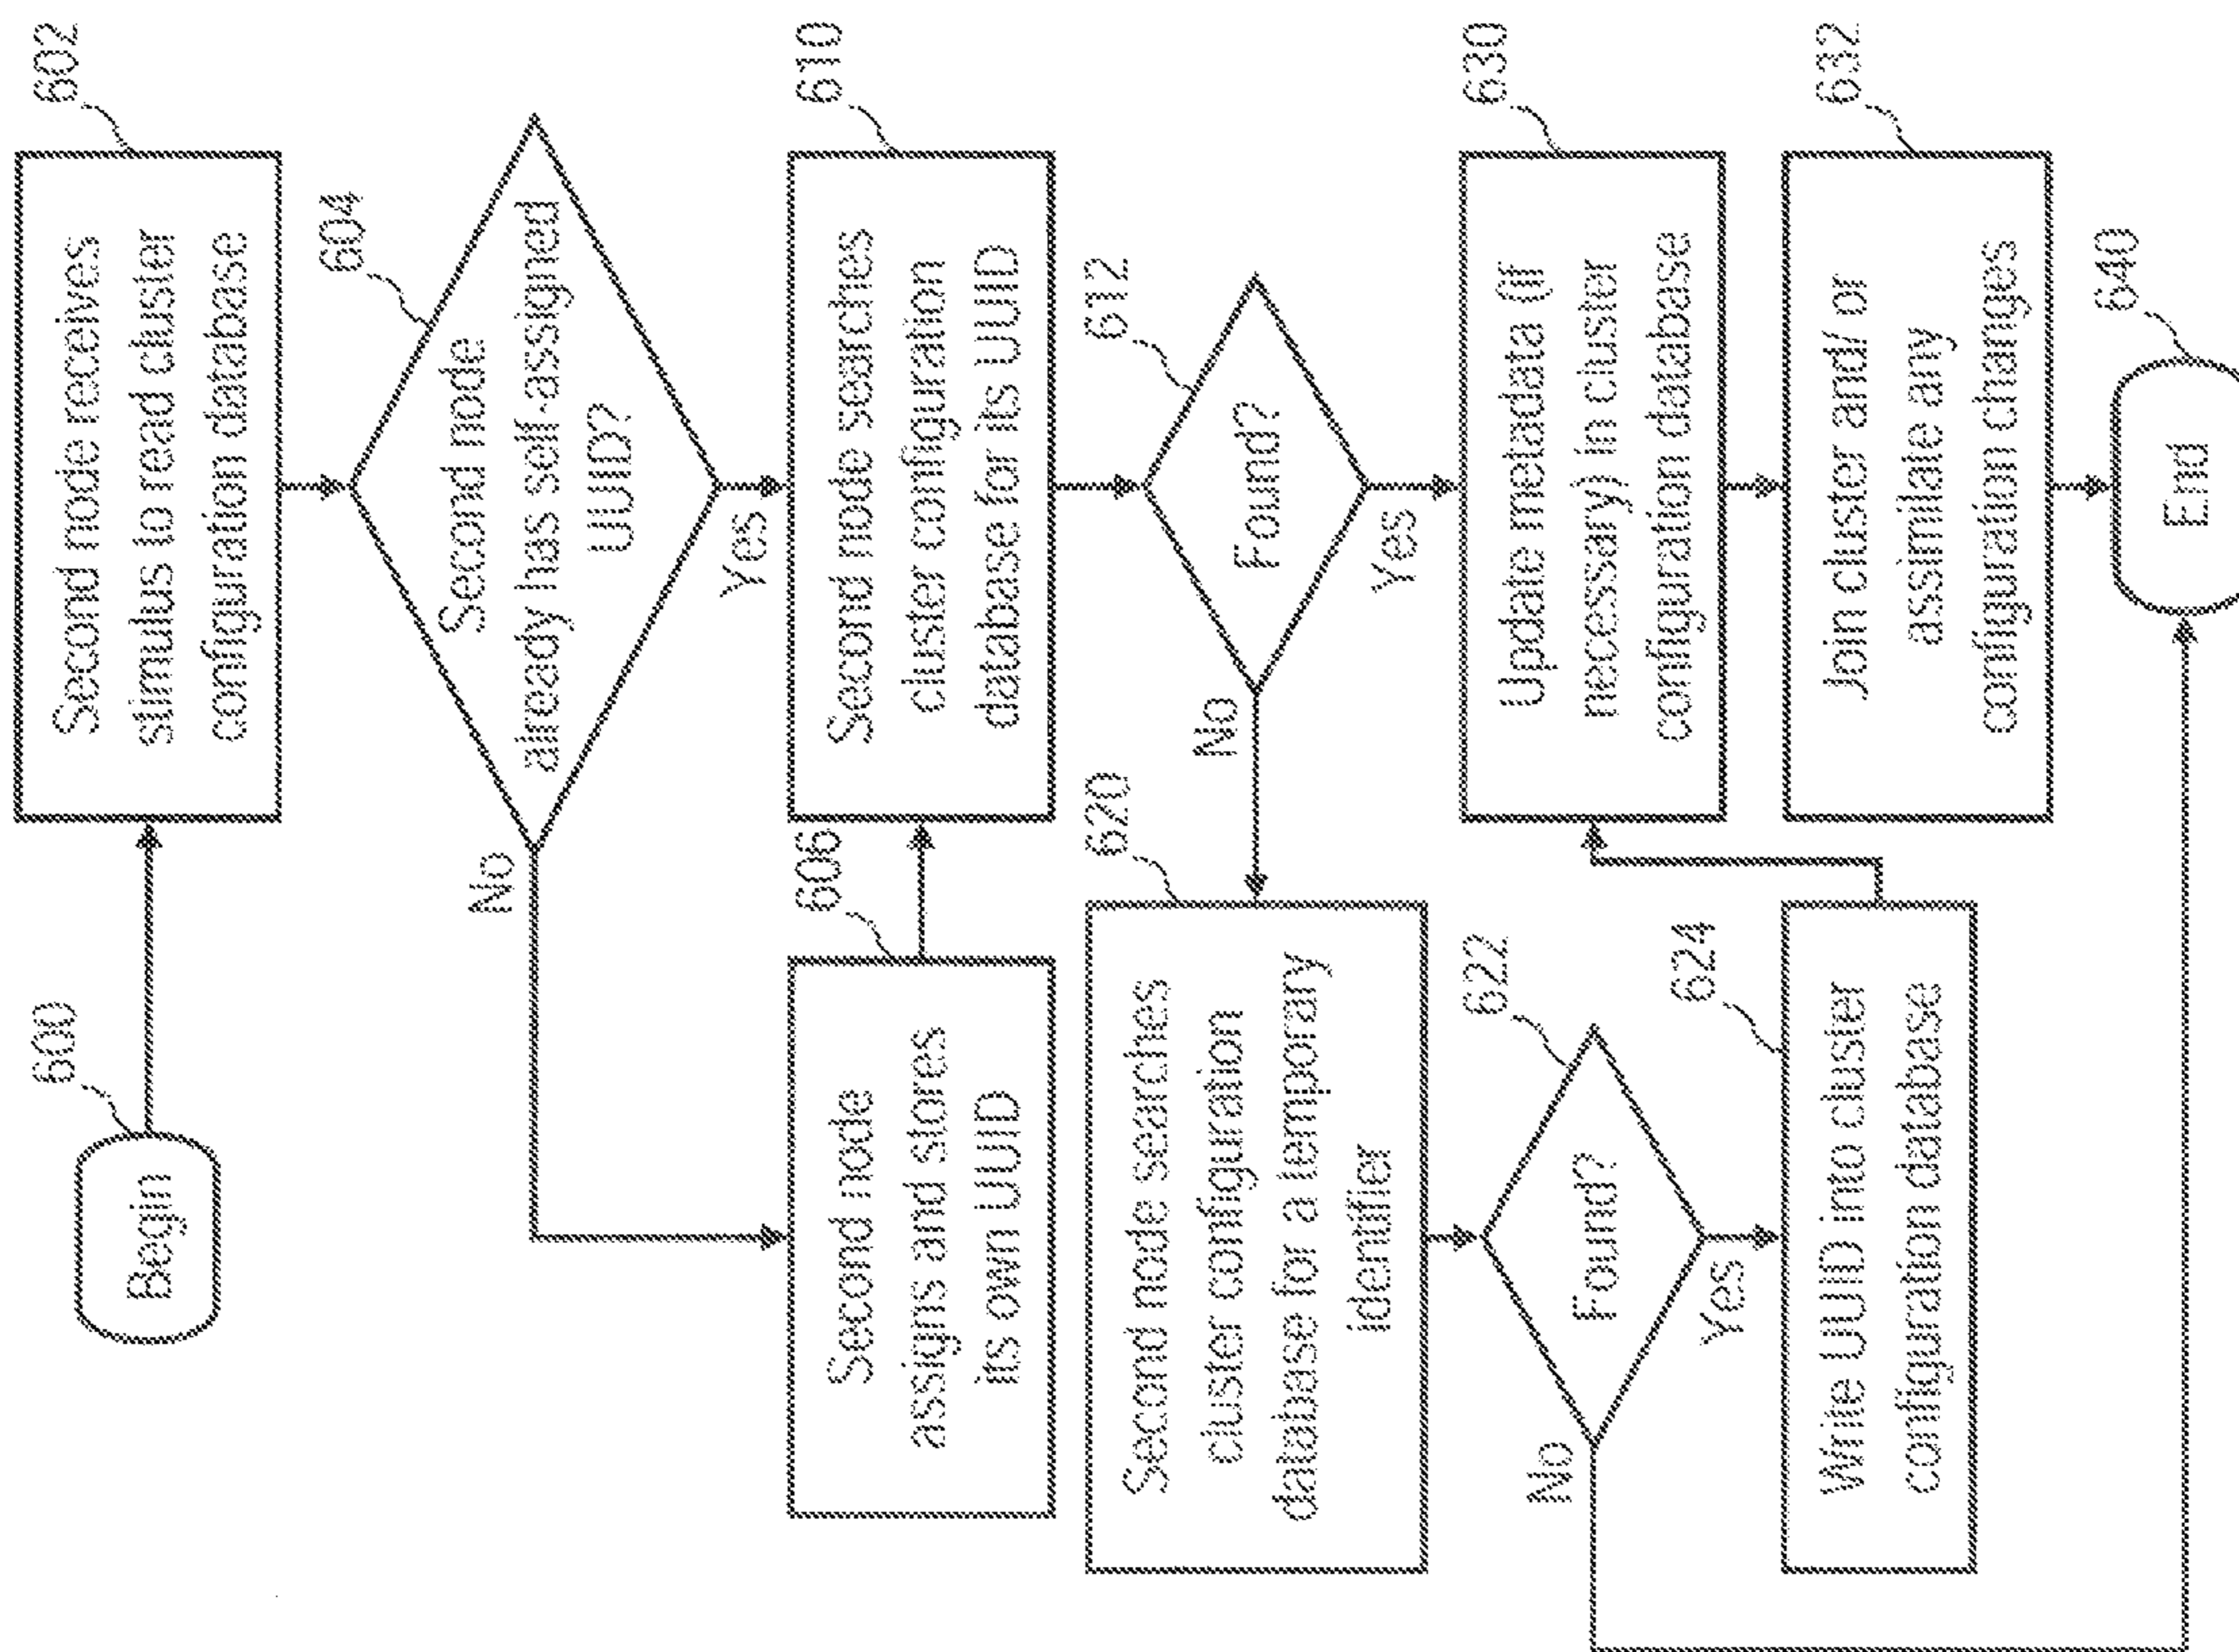 600
Begin
602
Second node receives
stimulus to read cluster
configuration database
604
Second node
already has self-assigned
UUID?
No
Yes
606
Second node
assigns and stores
its own UUID
610
Second node searches
cluster configuration
database for its UUID
612
Found?
No
Yes
620
Second node searches
cluster configuration
database for a temporary
identifier
622
Found?
No
Yes
624
Write UUID into cluster
configuration database
630
Update metadata (if
necessary) in cluster
configuration database
632
Join cluster and/ or
assimilate any
configuration changes
640
End